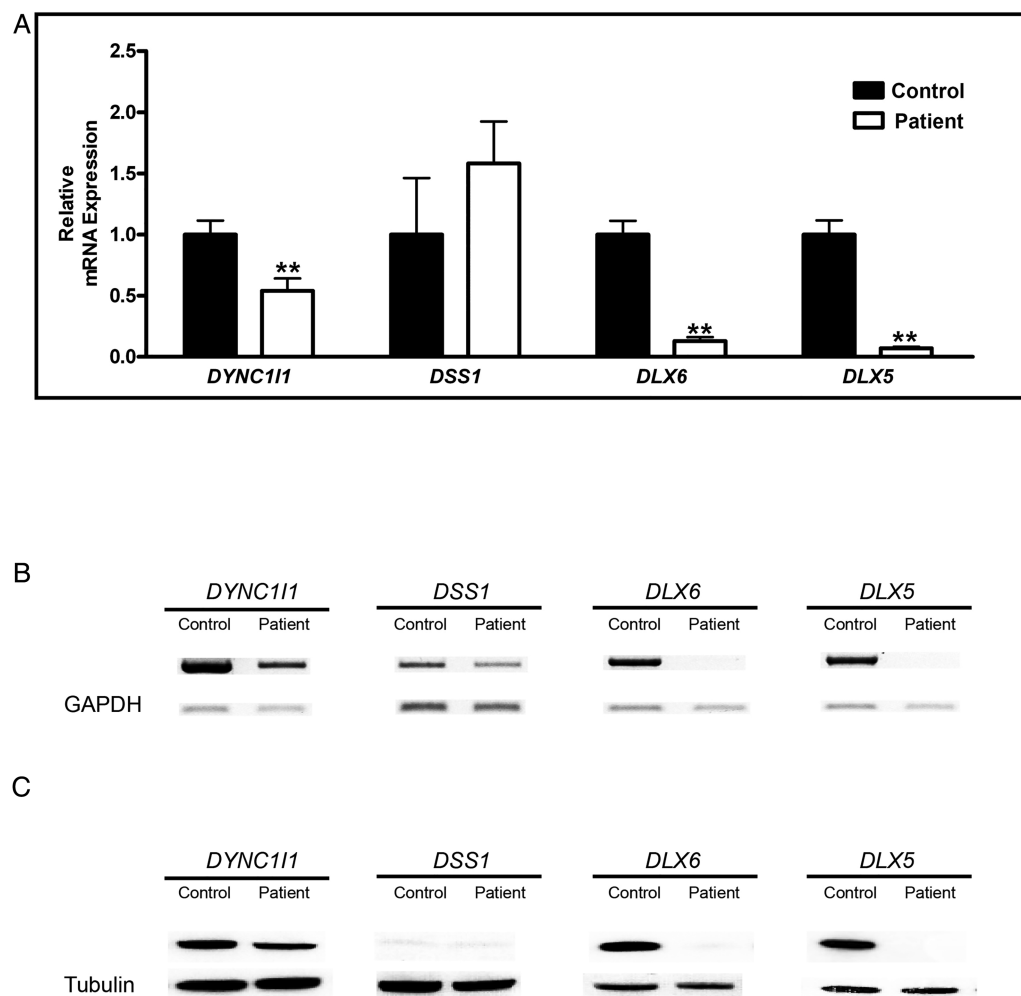 A
2.5
2.0
1.5
1.0
0.5
0.0
Relative
mRNA Expression
Control
Patient
** ** **
DYNC1I1 DSS1 DLX6 DLX5
B
DYNC1I1 DSS1 DLX6 DLX5
Control Patient Control Patient Control Patient Control Patient
GAPDH
C
DYNC1I1 DSS1 DLX6 DLX5
Control Patient Control Patient Control Patient Control Patient
Tubulin